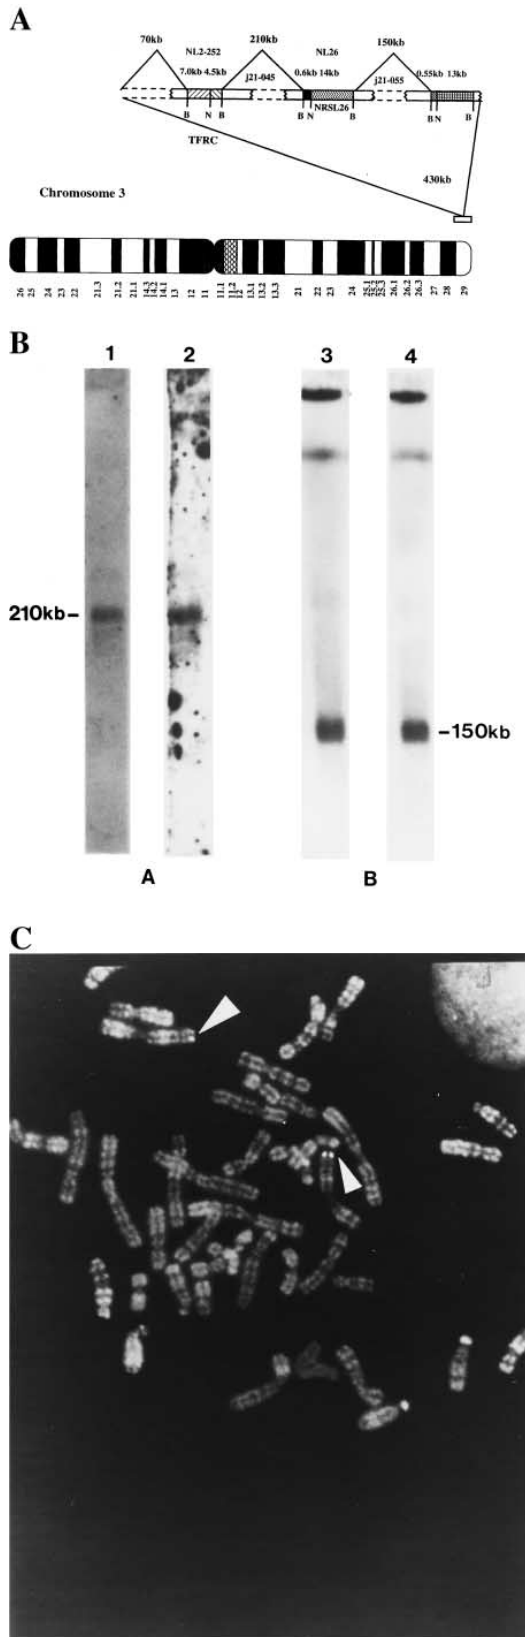 A
70kb 210kb 150kb
NL2-252 NL26
7.0kb 4.5kb j21-045 0.6kb 14kb j21-055 0.55kb 13kb
B N B B N NRSL26 B B N B
TFRC
430kb
Chromosome 3
26 25 24 23 22 21.3 21.2 21.1 14.3 14.2 14.1 13 12 11 11.1 11.2 12 13.1 13.2 13.3 21 22 23 24 25.1 25.2 25.3 26.1 26.2 26.3 27 28 29
B
1 2 3 4
210kb –
–150kb
A B
C